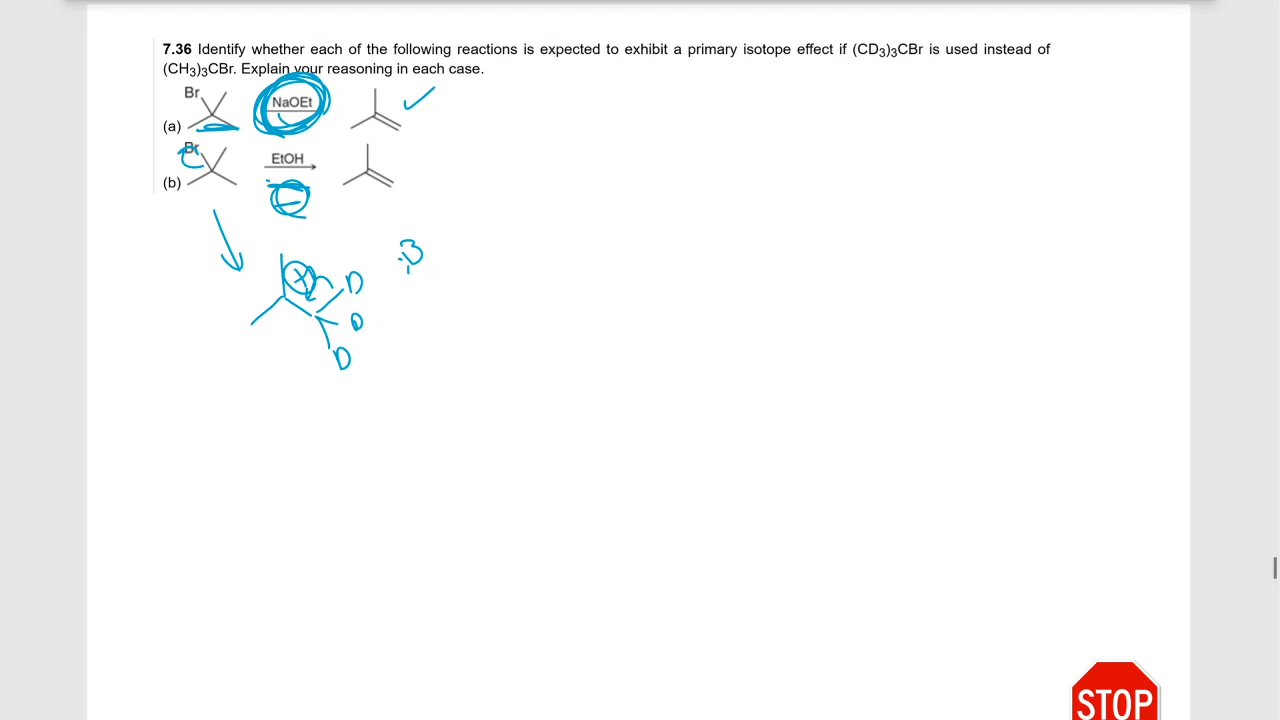 7.36 Identify whether each of the following reactions is expected to exhibit a primary isotope effect if (CD3)3CBr is used instead of
(CH3)3CBr. Explain your reasoning in each case.
Br
NaOEt
(a)
Br
EtOH
(b)
:B
D
D
D
STOP